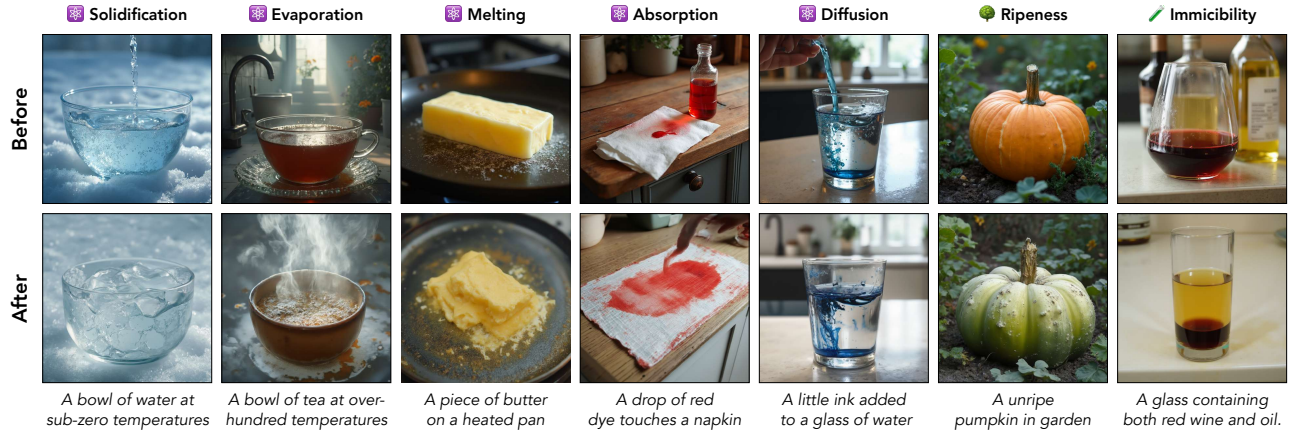 Solidification
Evaporation
Melting
Absorption
Diffusion
Ripeness
Immicibility
Before
After
A bowl of water at
sub-zero temperatures
A bowl of tea at over-
hundred temperatures
A piece of butter
on a heated pan
A drop of red
dye touches a napkin
A little ink added
to a glass of water
A unripe
pumpkin in garden
A glass containing
both red wine and oil.